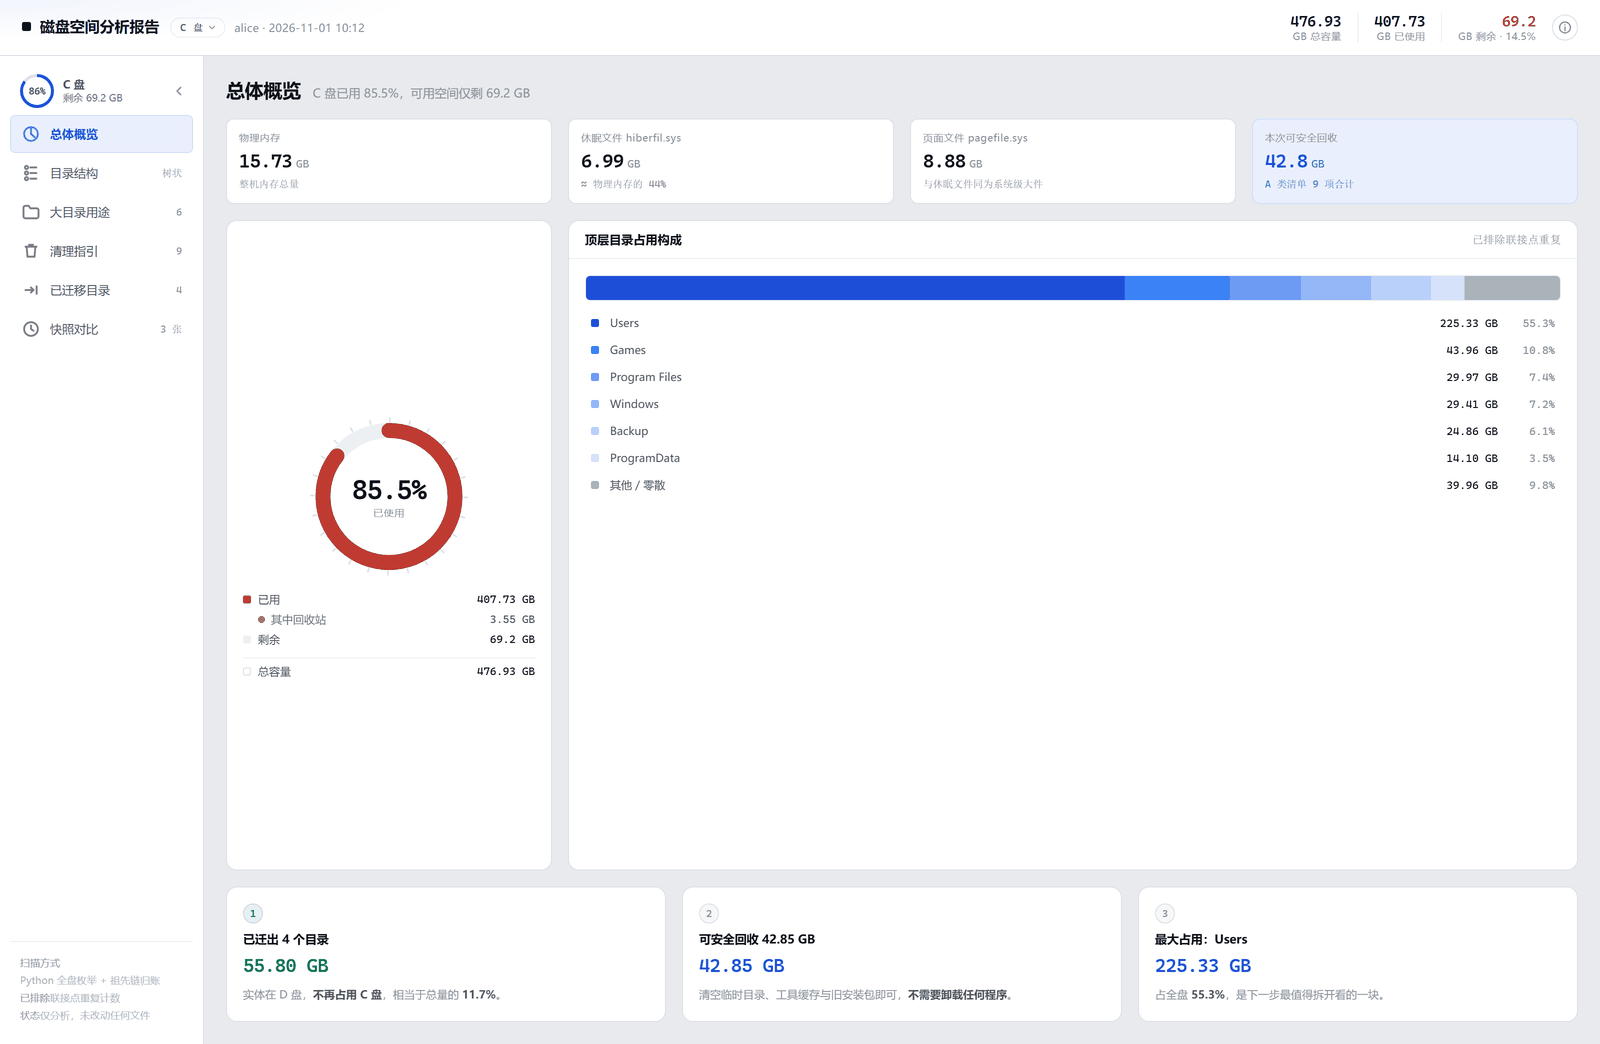 磁盘空间分析报告
C 盘
alice · 2026-11-01 10:12
476.93
GB 总容量
407.73
GB 已使用
69.2
GB 剩余 · 14.5%
86%
C 盘
剩余 69.2 GB
总体概览
目录结构
树状
大目录用途
6
清理指引
9
已迁移目录
4
快照对比
3 张
扫描方式
Python 全盘枚举 + 祖先链归账
已排除联接点重复计数
状态仅分析，未改动任何文件
总体概览
C 盘已用 85.5%，可用空间仅剩 69.2 GB
物理内存
15.73 GB
整机内存总量
休眠文件 hiberfil.sys
6.99 GB
≈ 物理内存的 44%
页面文件 pagefile.sys
8.88 GB
与休眠文件同为系统级大件
本次可安全回收
42.8 GB
A 类清单 9 项合计
85.5%
已使用
已用
407.73 GB
其中回收站
3.55 GB
剩余
69.2 GB
总容量
476.93 GB
顶层目录占用构成
已排除联接点重复
Users
225.33 GB
55.3%
Games
43.96 GB
10.8%
Program Files
29.97 GB
7.4%
Windows
29.41 GB
7.2%
Backup
24.86 GB
6.1%
ProgramData
14.10 GB
3.5%
其他 / 零散
39.96 GB
9.8%
1
已迁出 4 个目录
55.80 GB
实体在 D 盘，不再占用 C 盘，相当于总量的 11.7%。
2
可安全回收 42.85 GB
42.85 GB
清空临时目录、工具缓存与旧安装包即可，不需要卸载任何程序。
3
最大占用：Users
225.33 GB
占全盘 55.3%，是下一步最值得拆开看的一块。